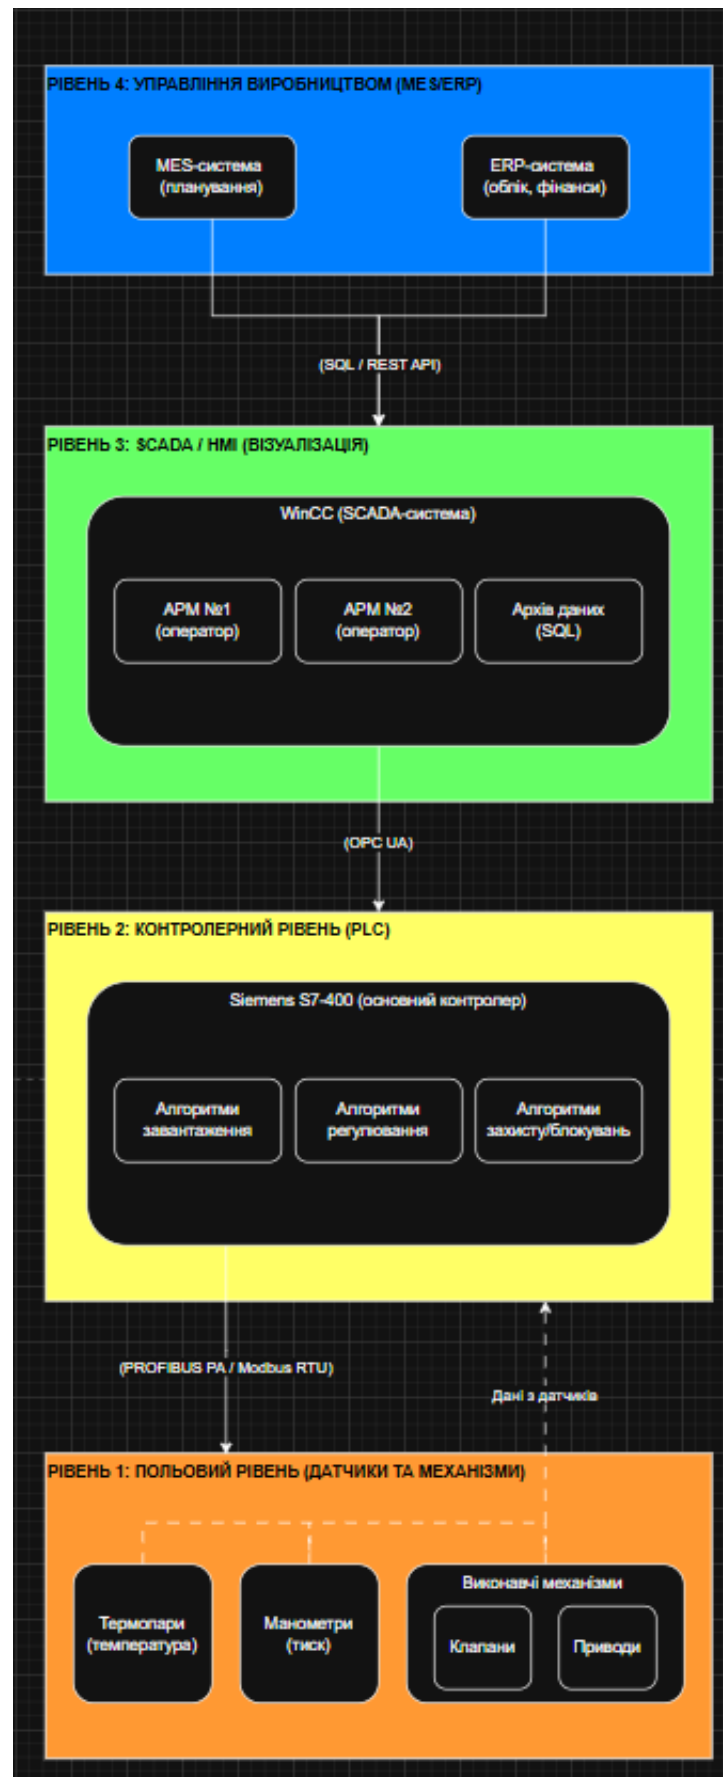 РІВЕНЬ 4: УПРАВЛІННЯ ВИРОБНИЦТВОМ (MES/ERP)
MES-система
(планування)
ERP-система
(облік, фінанси)
(SQL / REST API)
РІВЕНЬ 3: SCADA / HMI (ВІЗУАЛІЗАЦІЯ)
WinCC (SCADA-система)
АРМ №1
(оператор)
АРМ №2
(оператор)
Архів даних
(SQL)
(OPC UA)
РІВЕНЬ 2: КОНТРОЛЕРНИЙ РІВЕНЬ (PLC)
Siemens S7-400 (основний контролер)
Алгоритми
завантаження
Алгоритми
регулювання
Алгоритми
захисту/блокувань
(PROFIBUS PA / Modbus RTU)
Дані з датчиків
РІВЕНЬ 1: ПОЛЬОВИЙ РІВЕНЬ (ДАТЧИКИ ТА МЕХАНІЗМИ)
Термопари
(температура)
Манометри
(тиск)
Виконавчі механізми
Клапани
Приводи